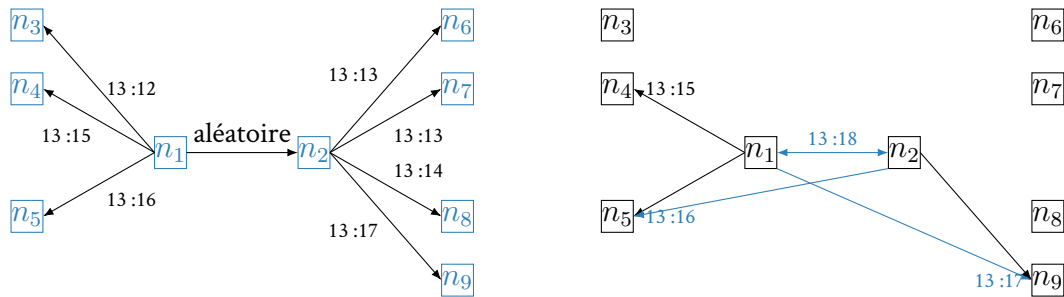 n₃
n₆
13 :12
13 :13
n₄
n₇
13 :15
13 :13
n₁
aléatoire
n₂
13 :14
13 :16
n₅
n₈
13 :17
n₉
n₃
n₆
n₄
13 :15
n₇
n₁
13 :18
n₂
n₅
13 :16
n₈
13 :17
n₉